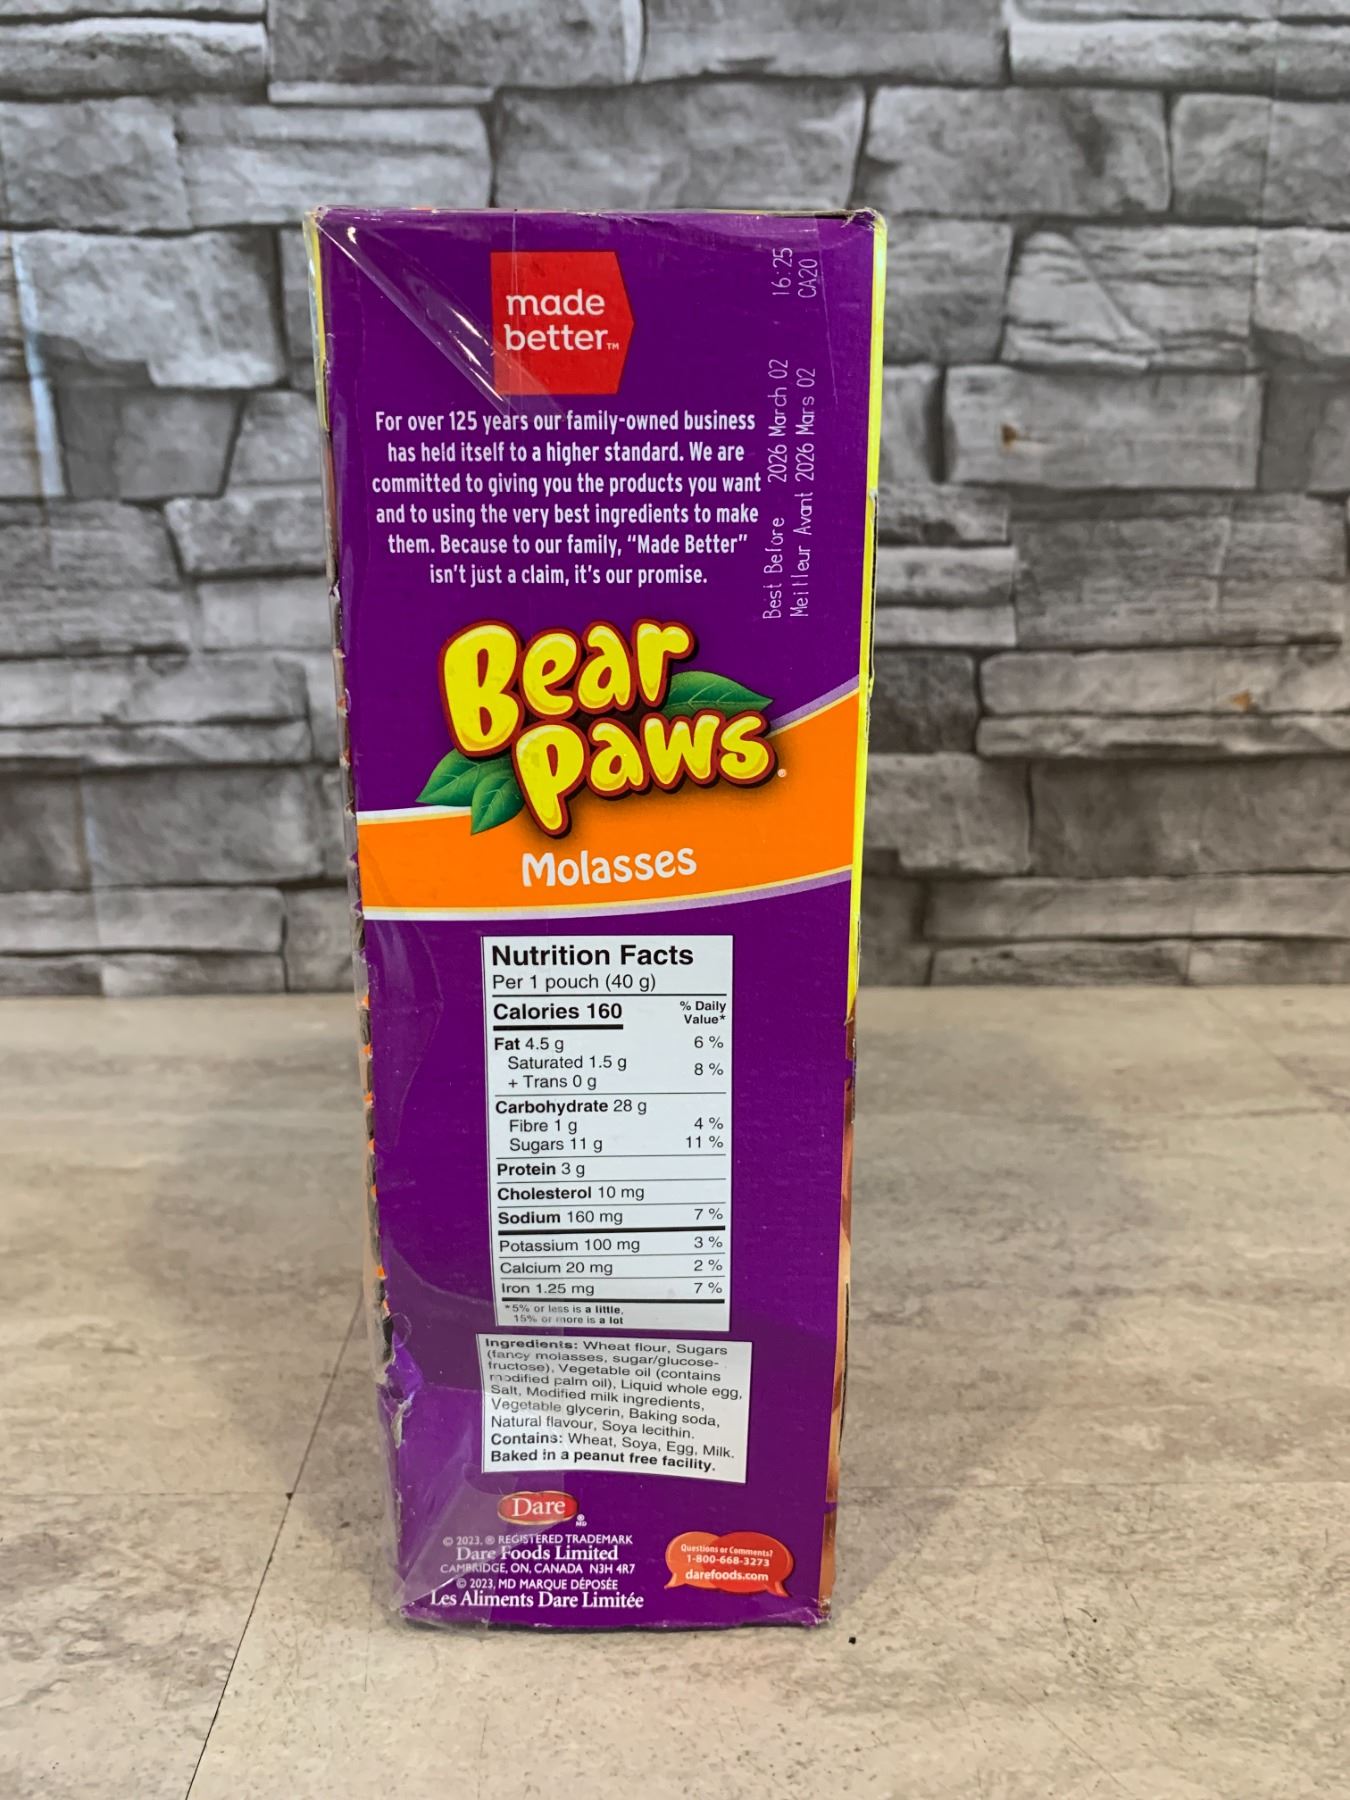 made
better™
For over 125 years our family-owned business
has held itself to a higher standard. We are
committed to giving you the products you want
and to using the very best ingredients to make
them. Because to our family, “Made Better”
isn't just a claim, it's our promise.
Best Before 2026 March 02 16:25
Meilleur Avant 2026 Mars 02 CA20
Bear
Paws®
Molasses
Nutrition Facts
Per 1 pouch (40 g)
Calories 160 % Daily
Value*
Fat 4.5 g 6 %
Saturated 1.5 g
+ Trans 0 g 8 %
Carbohydrate 28 g
Fibre 1 g 4 %
Sugars 11 g 11 %
Protein 3 g
Cholesterol 10 mg
Sodium 160 mg 7 %
Potassium 100 mg 3 %
Calcium 20 mg 2 %
Iron 1.25 mg 7 %
*5% or less is a little,
15% or more is a lot
Ingredients: Wheat flour, Sugars
(fancy molasses, sugar/glucose-
fructose), Vegetable oil (contains
modified palm oil), Liquid whole egg,
Salt, Modified milk ingredients,
Vegetable glycerin, Baking soda,
Natural flavour, Soya lecithin.
Contains: Wheat, Soya, Egg, Milk.
Baked in a peanut free facility.
Dare
®
MD
© 2023, ® REGISTERED TRADEMARK
Dare Foods Limited
CAMBRIDGE, ON, CANADA N3H 4R7
© 2023, MD MARQUE DÉPOSÉE
Les Aliments Dare Limitée
Questions or Comments?
1-800-668-3273
darefoods.com